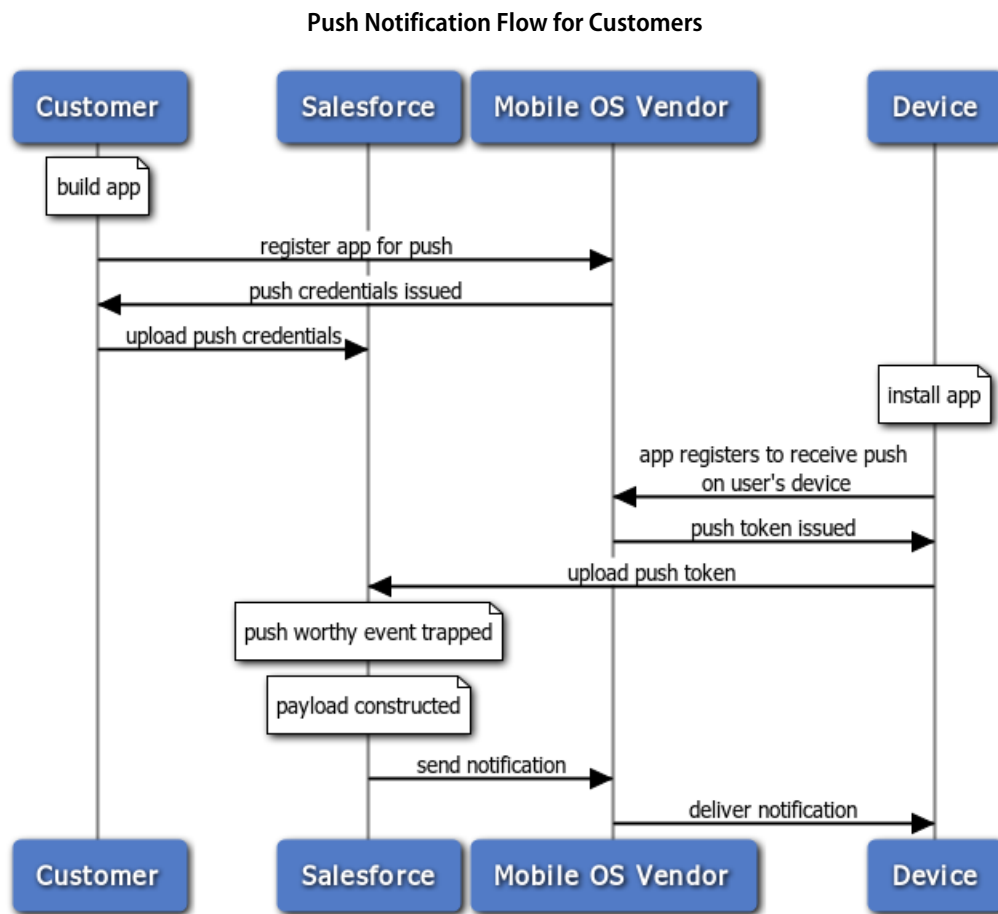 Push Notification Flow for Customers
Customer
Salesforce
Mobile OS Vendor
Device
build app
register app for push
push credentials issued
upload push credentials
install app
app registers to receive push
on user's device
push token issued
upload push token
push worthy event trapped
payload constructed
send notification
deliver notification
Customer
Salesforce
Mobile OS Vendor
Device